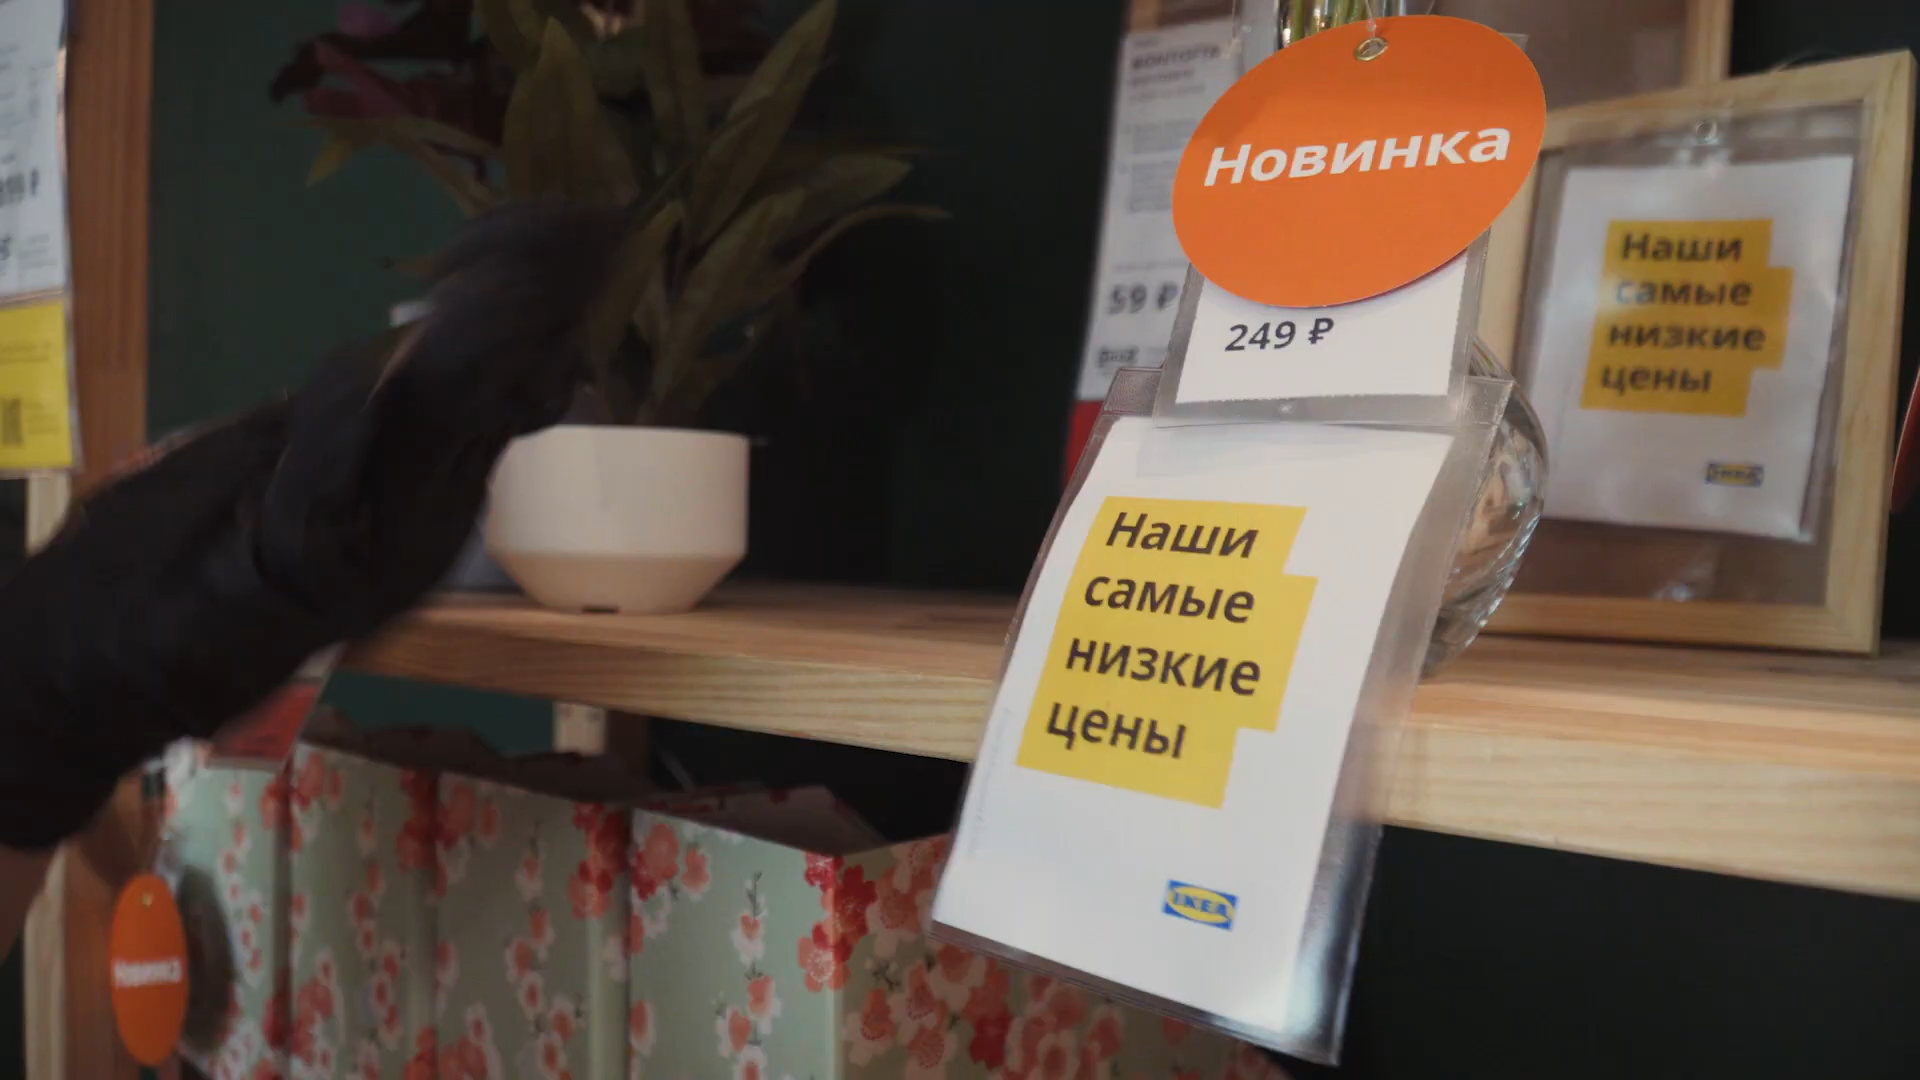 Новинка
249 ₽
Наши
самые
низкие
цены
IKEA
59 ₽
Наши
самые
низкие
цены
IKEA
Новинка